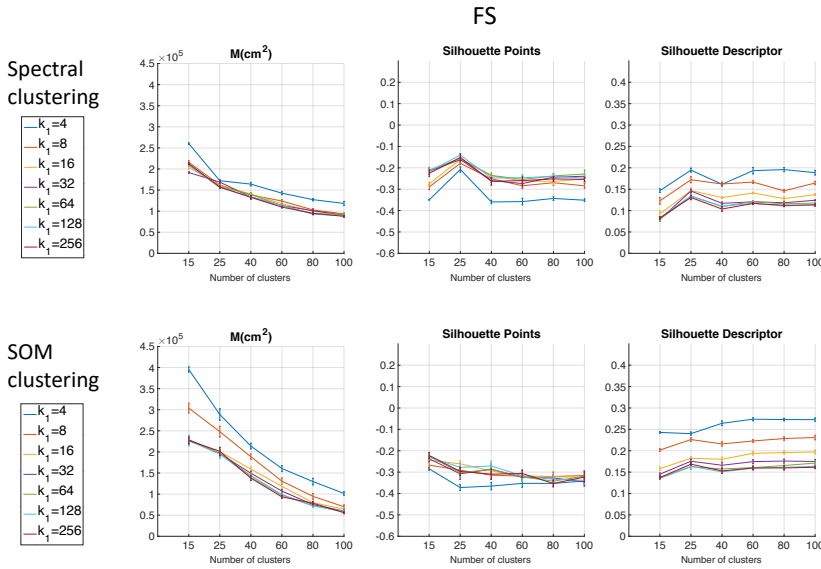 FS
Spectral
clustering
k1=4
k1=8
k1=16
k1=32
k1=64
k1=128
k1=256
×10^5
M(cm²)
4.5
4
3.5
3
2.5
2
1.5
1
0.5
0
15 25 40 60 80 100
Number of clusters
Silhouette Points
0.2
0.1
0
-0.1
-0.2
-0.3
-0.4
-0.5
-0.6
15 25 40 60 80 100
Number of clusters
Silhouette Descriptor
0.4
0.35
0.3
0.25
0.2
0.15
0.1
0.05
0
15 25 40 60 80 100
Number of clusters
SOM
clustering
k1=4
k1=8
k1=16
k1=32
k1=64
k1=128
k1=256
×10^5
M(cm²)
4.5
4
3.5
3
2.5
2
1.5
1
0.5
0
15 25 40 60 80 100
Number of clusters
Silhouette Points
0.2
0.1
0
-0.1
-0.2
-0.3
-0.4
-0.5
-0.6
15 25 40 60 80 100
Number of clusters
Silhouette Descriptor
0.4
0.35
0.3
0.25
0.2
0.15
0.1
0.05
0
15 25 40 60 80 100
Number of clusters